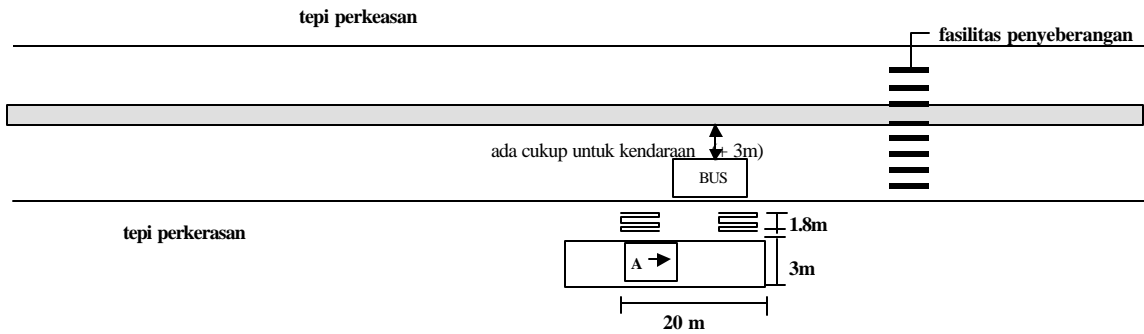 tepi perkeasan
fasilitas penyeberangan
ada cukup untuk kendaraan + 3m)
BUS
tepi perkerasan
1.8m
A
3m
20 m